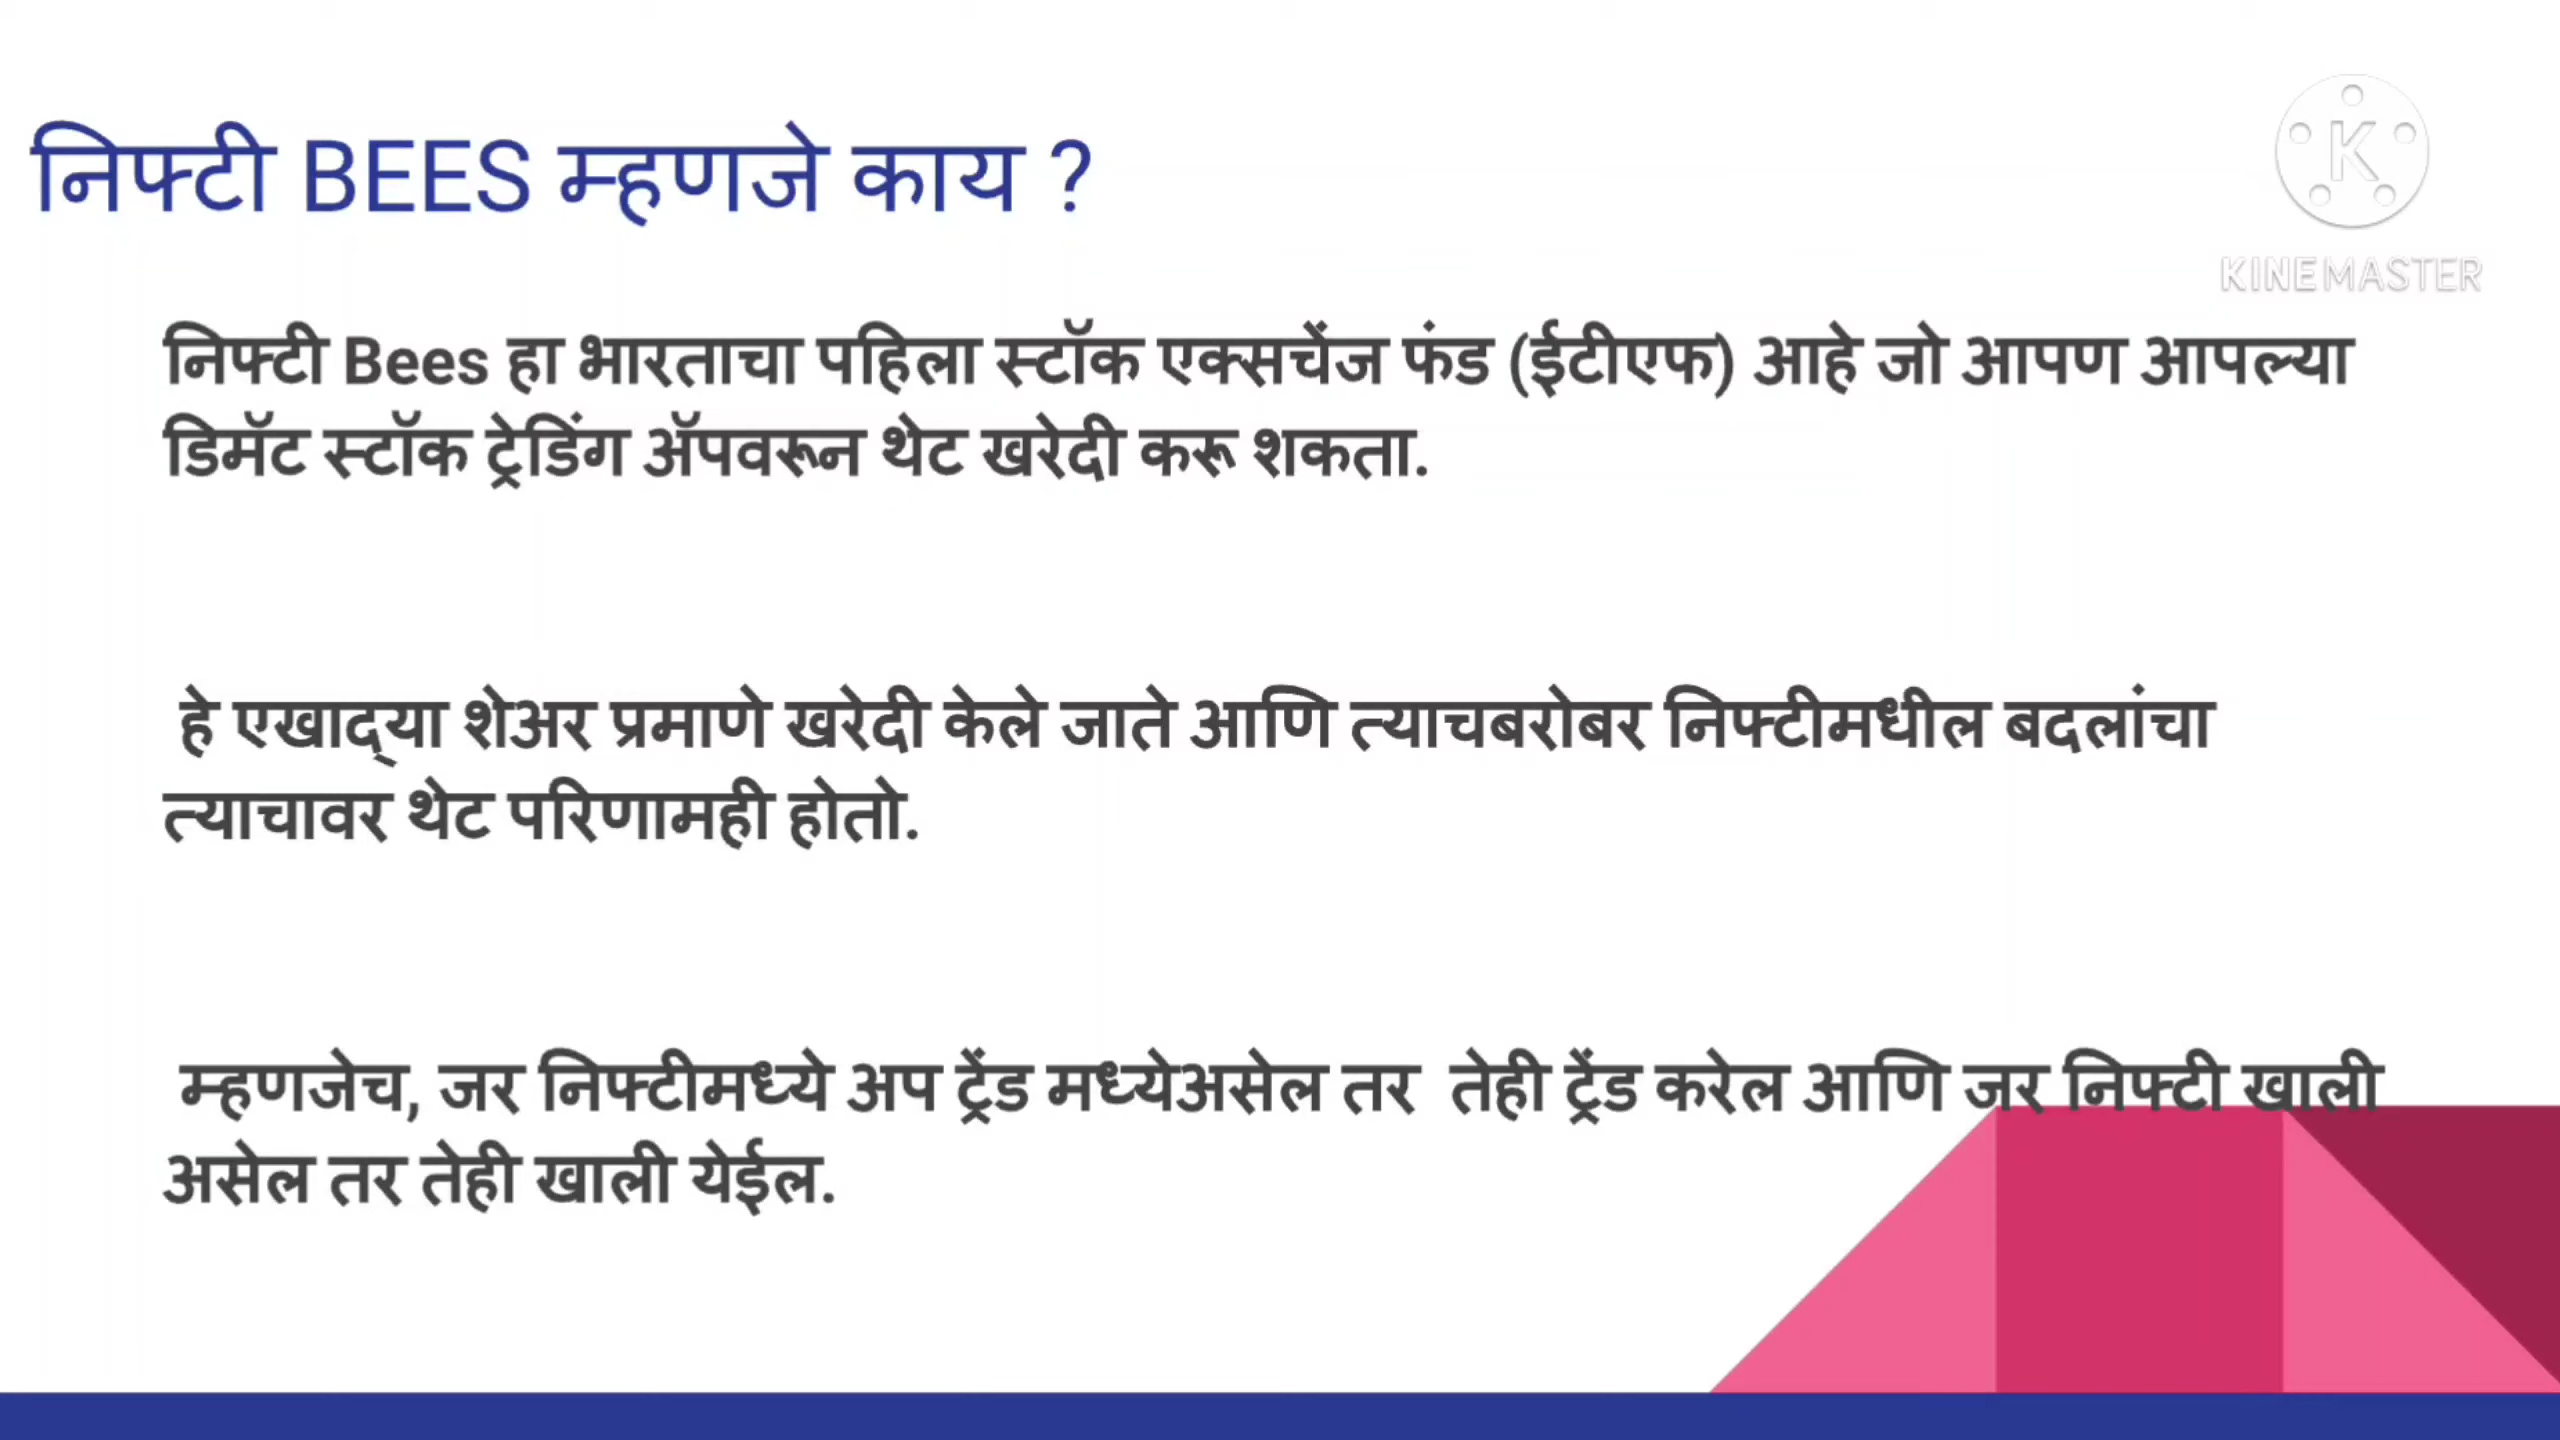 निफ्टी BEES म्हणजे काय ?
KINEMASTER
निफ्टी Bees हा भारताचा पहिला स्टॉक एक्सचेंज फंड (ईटीएफ) आहे जो आपण आपल्या
डिमॅट स्टॉक ट्रेडिंग ॲपवरून थेट खरेदी करू शकता.
हे एखाद्‌या शेअर प्रमाणे खरेदी केले जाते आणि त्याचबरोबर निफ्टीमधील बदलांचा
त्याचावर थेट परिणामही होतो.
म्हणजेच, जर निफ्टीमध्ये अप ट्रेंड मध्येअसेल तर तेही ट्रेंड करेल आणि जर निफ्टी खाली
असेल तर तेही खाली येईल.